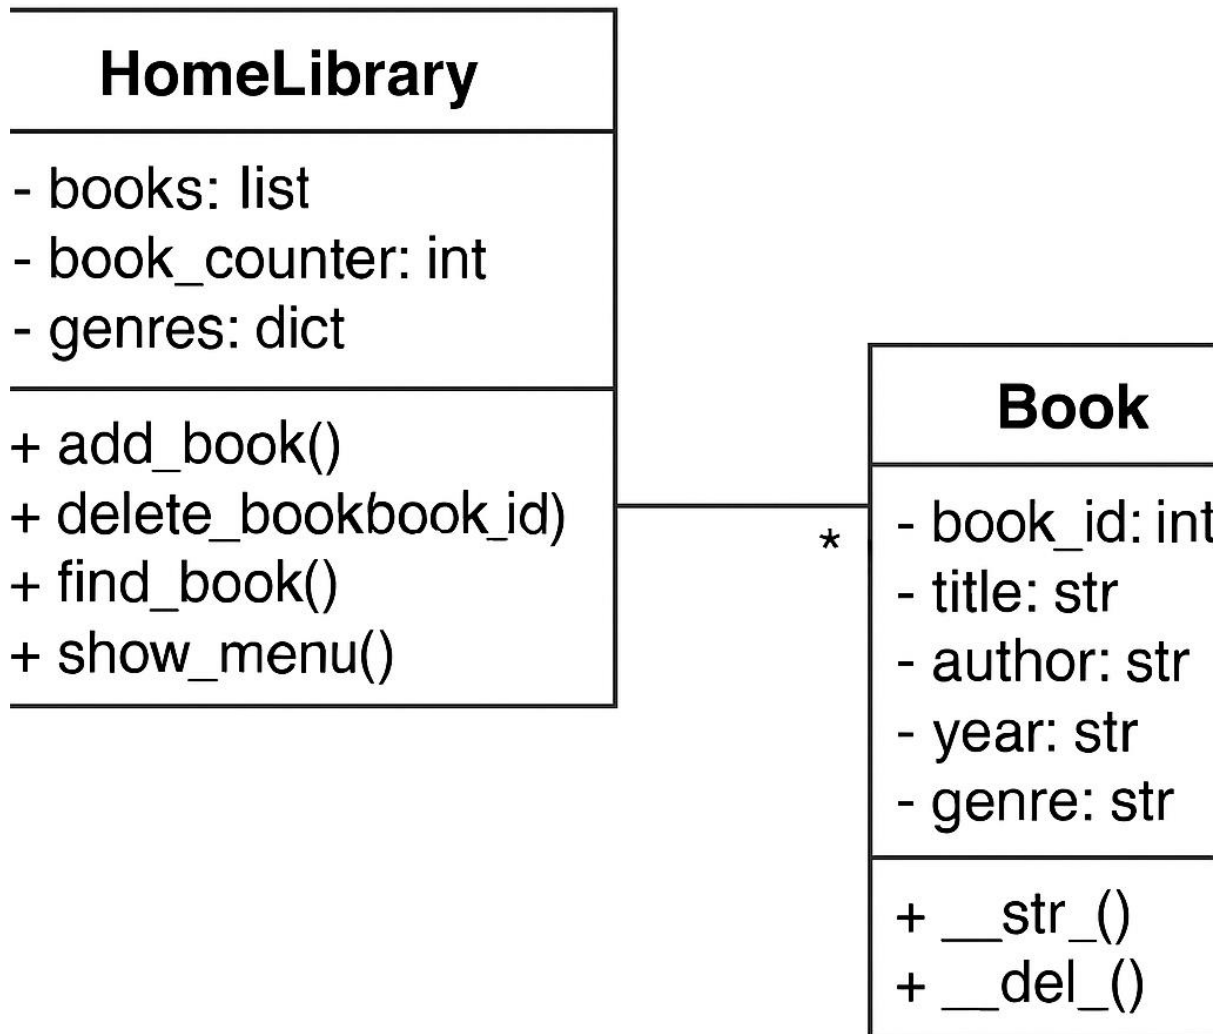 HomeLibrary
- books: list
- book_counter: int
- genres: dict
+ add_book()
+ delete_bookbook_id)
+ find_book()
+ show_menu()
*
Book
- book_id: int
- title: str
- author: str
- year: str
- genre: str
+ __str_()
+ __del_()